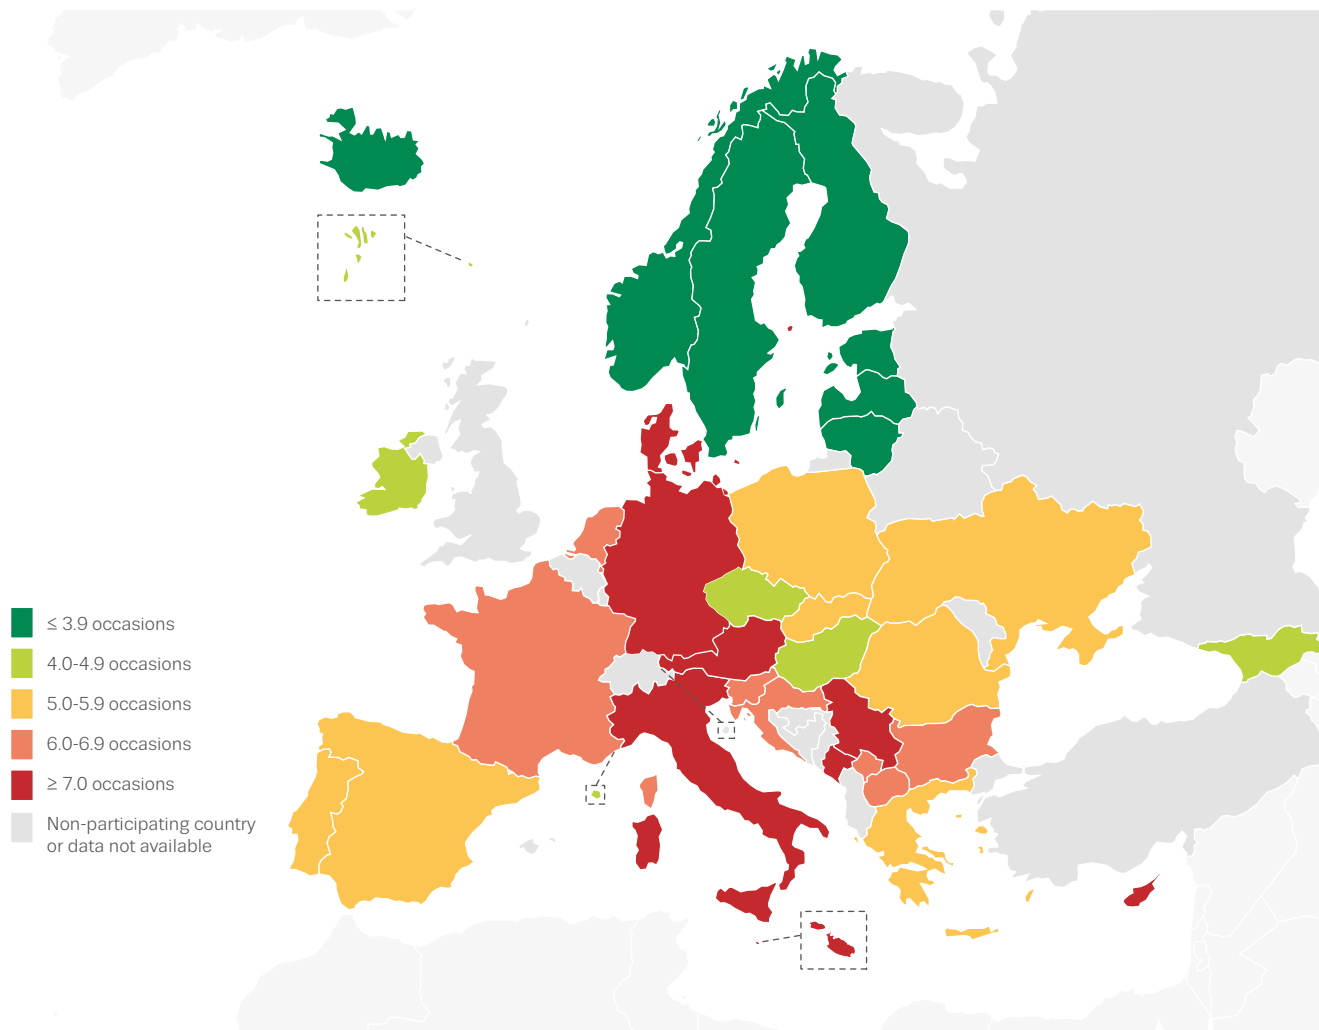 ≤ 3.9 occasions
4.0-4.9 occasions
5.0-5.9 occasions
6.0-6.9 occasions
≥ 7.0 occasions
Non-participating country
or data not available